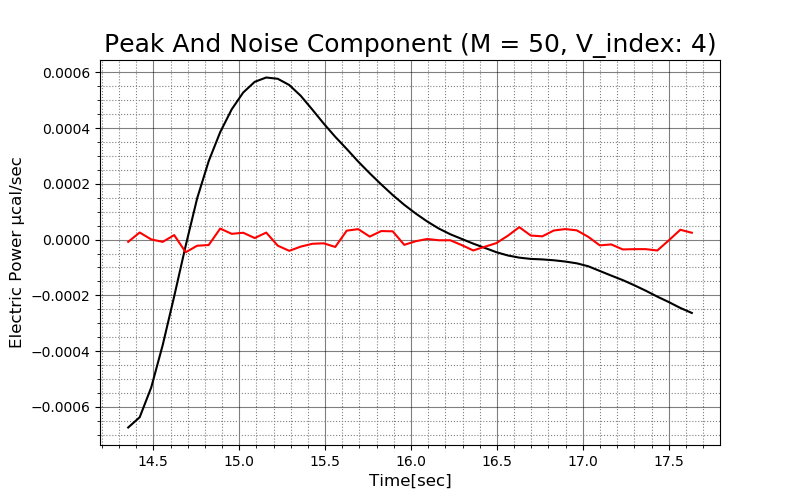 Peak And Noise Component (M = 50, V_index: 4)
0.0006
0.0004
0.0002
0.0000
−0.0002
−0.0004
−0.0006
Electric Power μcal/sec
14.5 15.0 15.5 16.0 16.5 17.0 17.5
Time[sec]